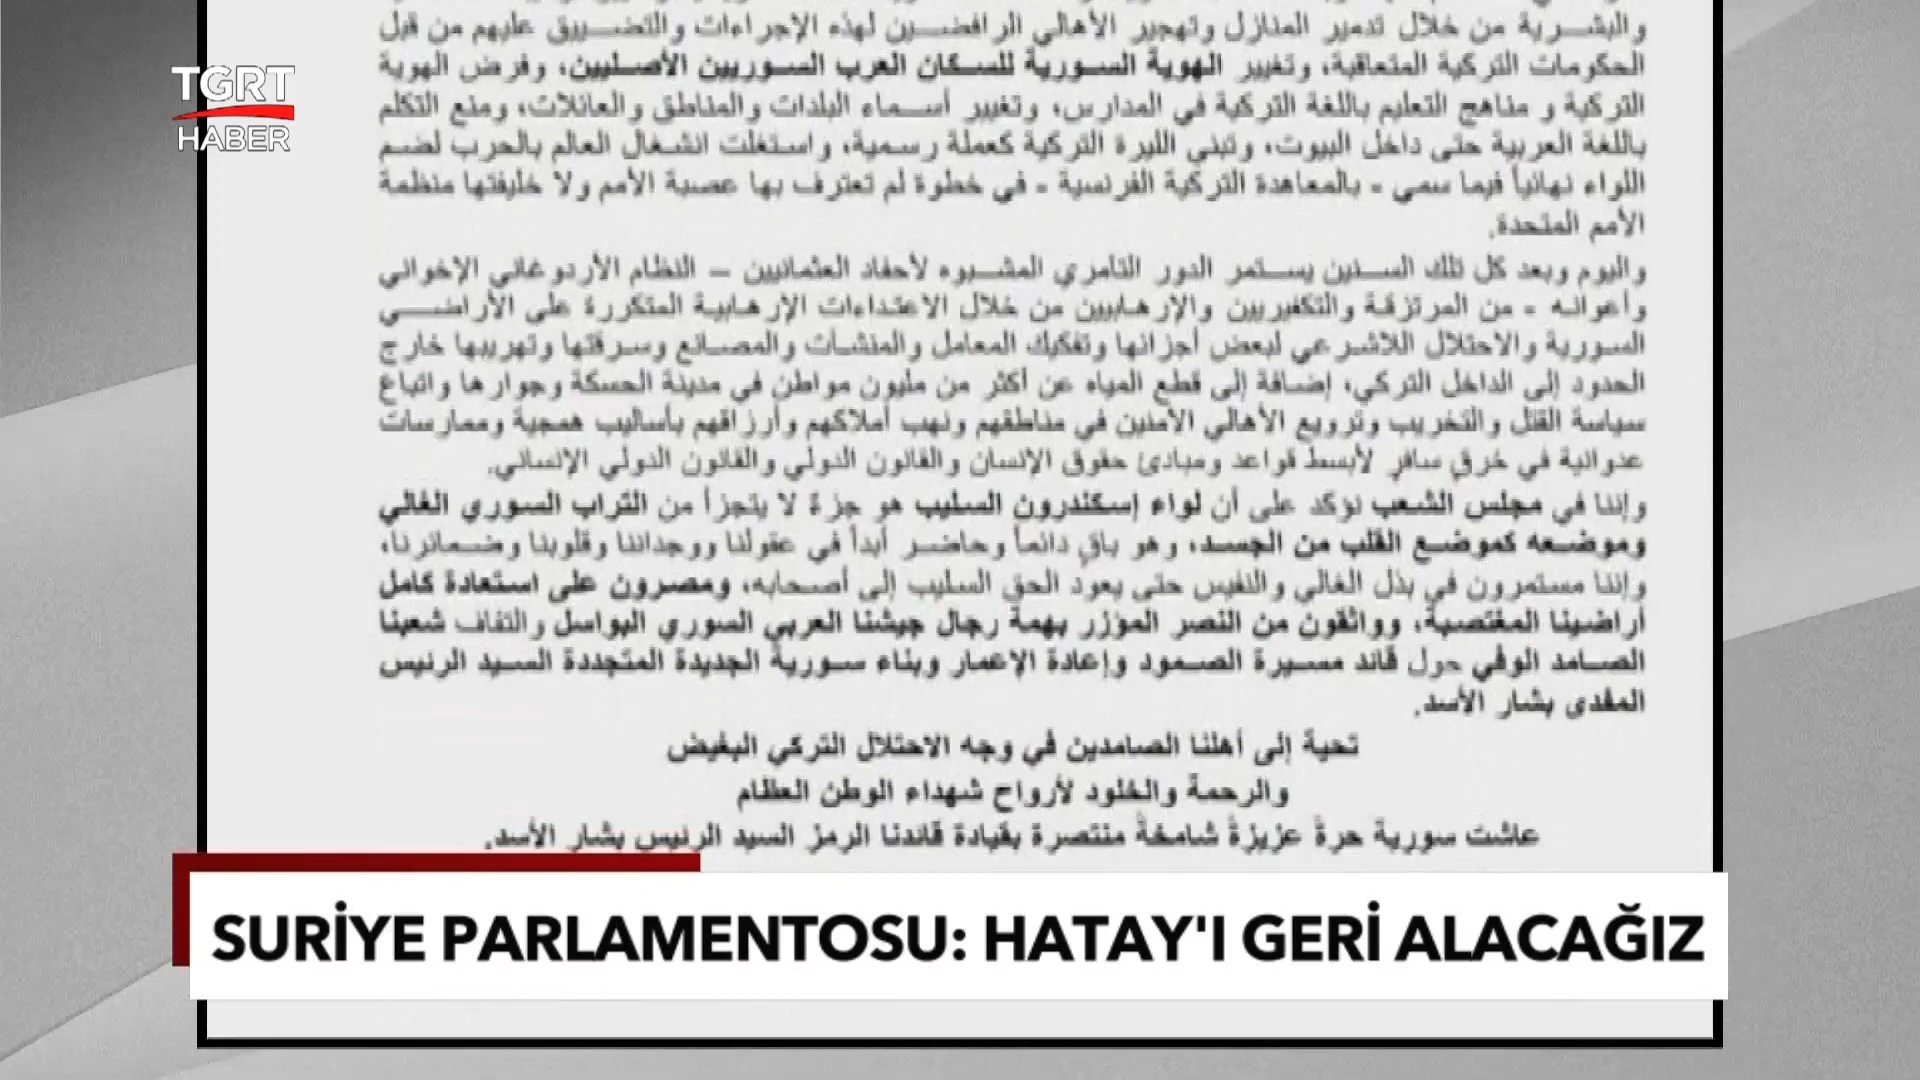 TGRT
HABER
والبشرية من خلال تدمير المنازل وتهجير الأهالي الرافضين لهذه الإجراءات والتضييق عليهم من قبل
الحكومات التركية المتعاقبة، وتغيير الهوية السورية للسكان العرب السوريين الأصليين، وفرض الهوية
التركية و مناهج التعليم باللغة التركية في المدارس، وتغيير أسماء البلدات والمناطق والعائلات، ومنع التكلم
باللغة العربية حتى داخل البيوت، وتبني الليرة التركية كعملة رسمية، واستغلت انشغال العالم بالحرب لضم
اللواء نهائياً فيما سمي - بالمعاهدة التركية الفرنسية - في خطوة لم تعترف بها عصبة الأمم ولا خليفتها منظمة
الأمم المتحدة.
واليوم وبعد كل تلك السنين يستمر الدور التآمري المشبوه لأحفاد العثمانيين – النظام الأردوغاني الإخواني
وأعوانه - من المرتزقة والتكفيريين والإرهابيين من خلال الاعتداءات الإرهابية المتكررة على الأراضي
السورية والاحتلال اللاشرعي لبعض أجزائها وتفكيك المعامل والمنشآت والمصانع وسرقتها وتهريبها خارج
الحدود إلى الداخل التركي، إضافة إلى قطع المياه عن أكثر من مليون مواطن في مدينة الحسكة وجوارها واتباع
سياسة القتل والتخريب وترويع الأهالي الآمنين في مناطقهم ونهب أملاكهم وأرزاقهم بأساليب همجية وممارسات
عدوانية في خرقٍ سافرٍ لأبسط قواعد ومبادئ حقوق الإنسان والقانون الدولي والقانون الدولي الإنساني.
وإننا في مجلس الشعب نؤكد على أن لواء إسكندرون السليب هو جزءٌ لا يتجزأ من التراب السوري الغالي
وموضعه كموضع القلب من الجسد، وهو باقٍ دائماً وحاضر أبداً في عقولنا ووجداننا وقلوبنا وضمائرنا،
وإننا مستمرون في بذل الغالي والنفيس حتى يعود الحق السليب إلى أصحابه، ومصرون على استعادة كامل
أراضينا المغتصبة، وواثقون من النصر المؤزر بهمة رجال جيشنا العربي السوري البواسل والتفاف شعبنا
الصامد الوفي حول قائد مسيرة الصمود وإعادة الإعمار وبناء سورية الجديدة المتجددة السيد الرئيس
المفدى بشار الأسد.
تحية إلى أهلنا الصامدين في وجه الاحتلال التركي البغيض
والرحمة والخلود لأرواح شهداء الوطن العظام
عاشت سورية حرةً عزيزةً شامخةً منتصرة بقيادة قائدنا الرمز السيد الرئيس بشار الأسد.
SURİYE PARLAMENTOSU: HATAY'I GERİ ALACAĞIZ